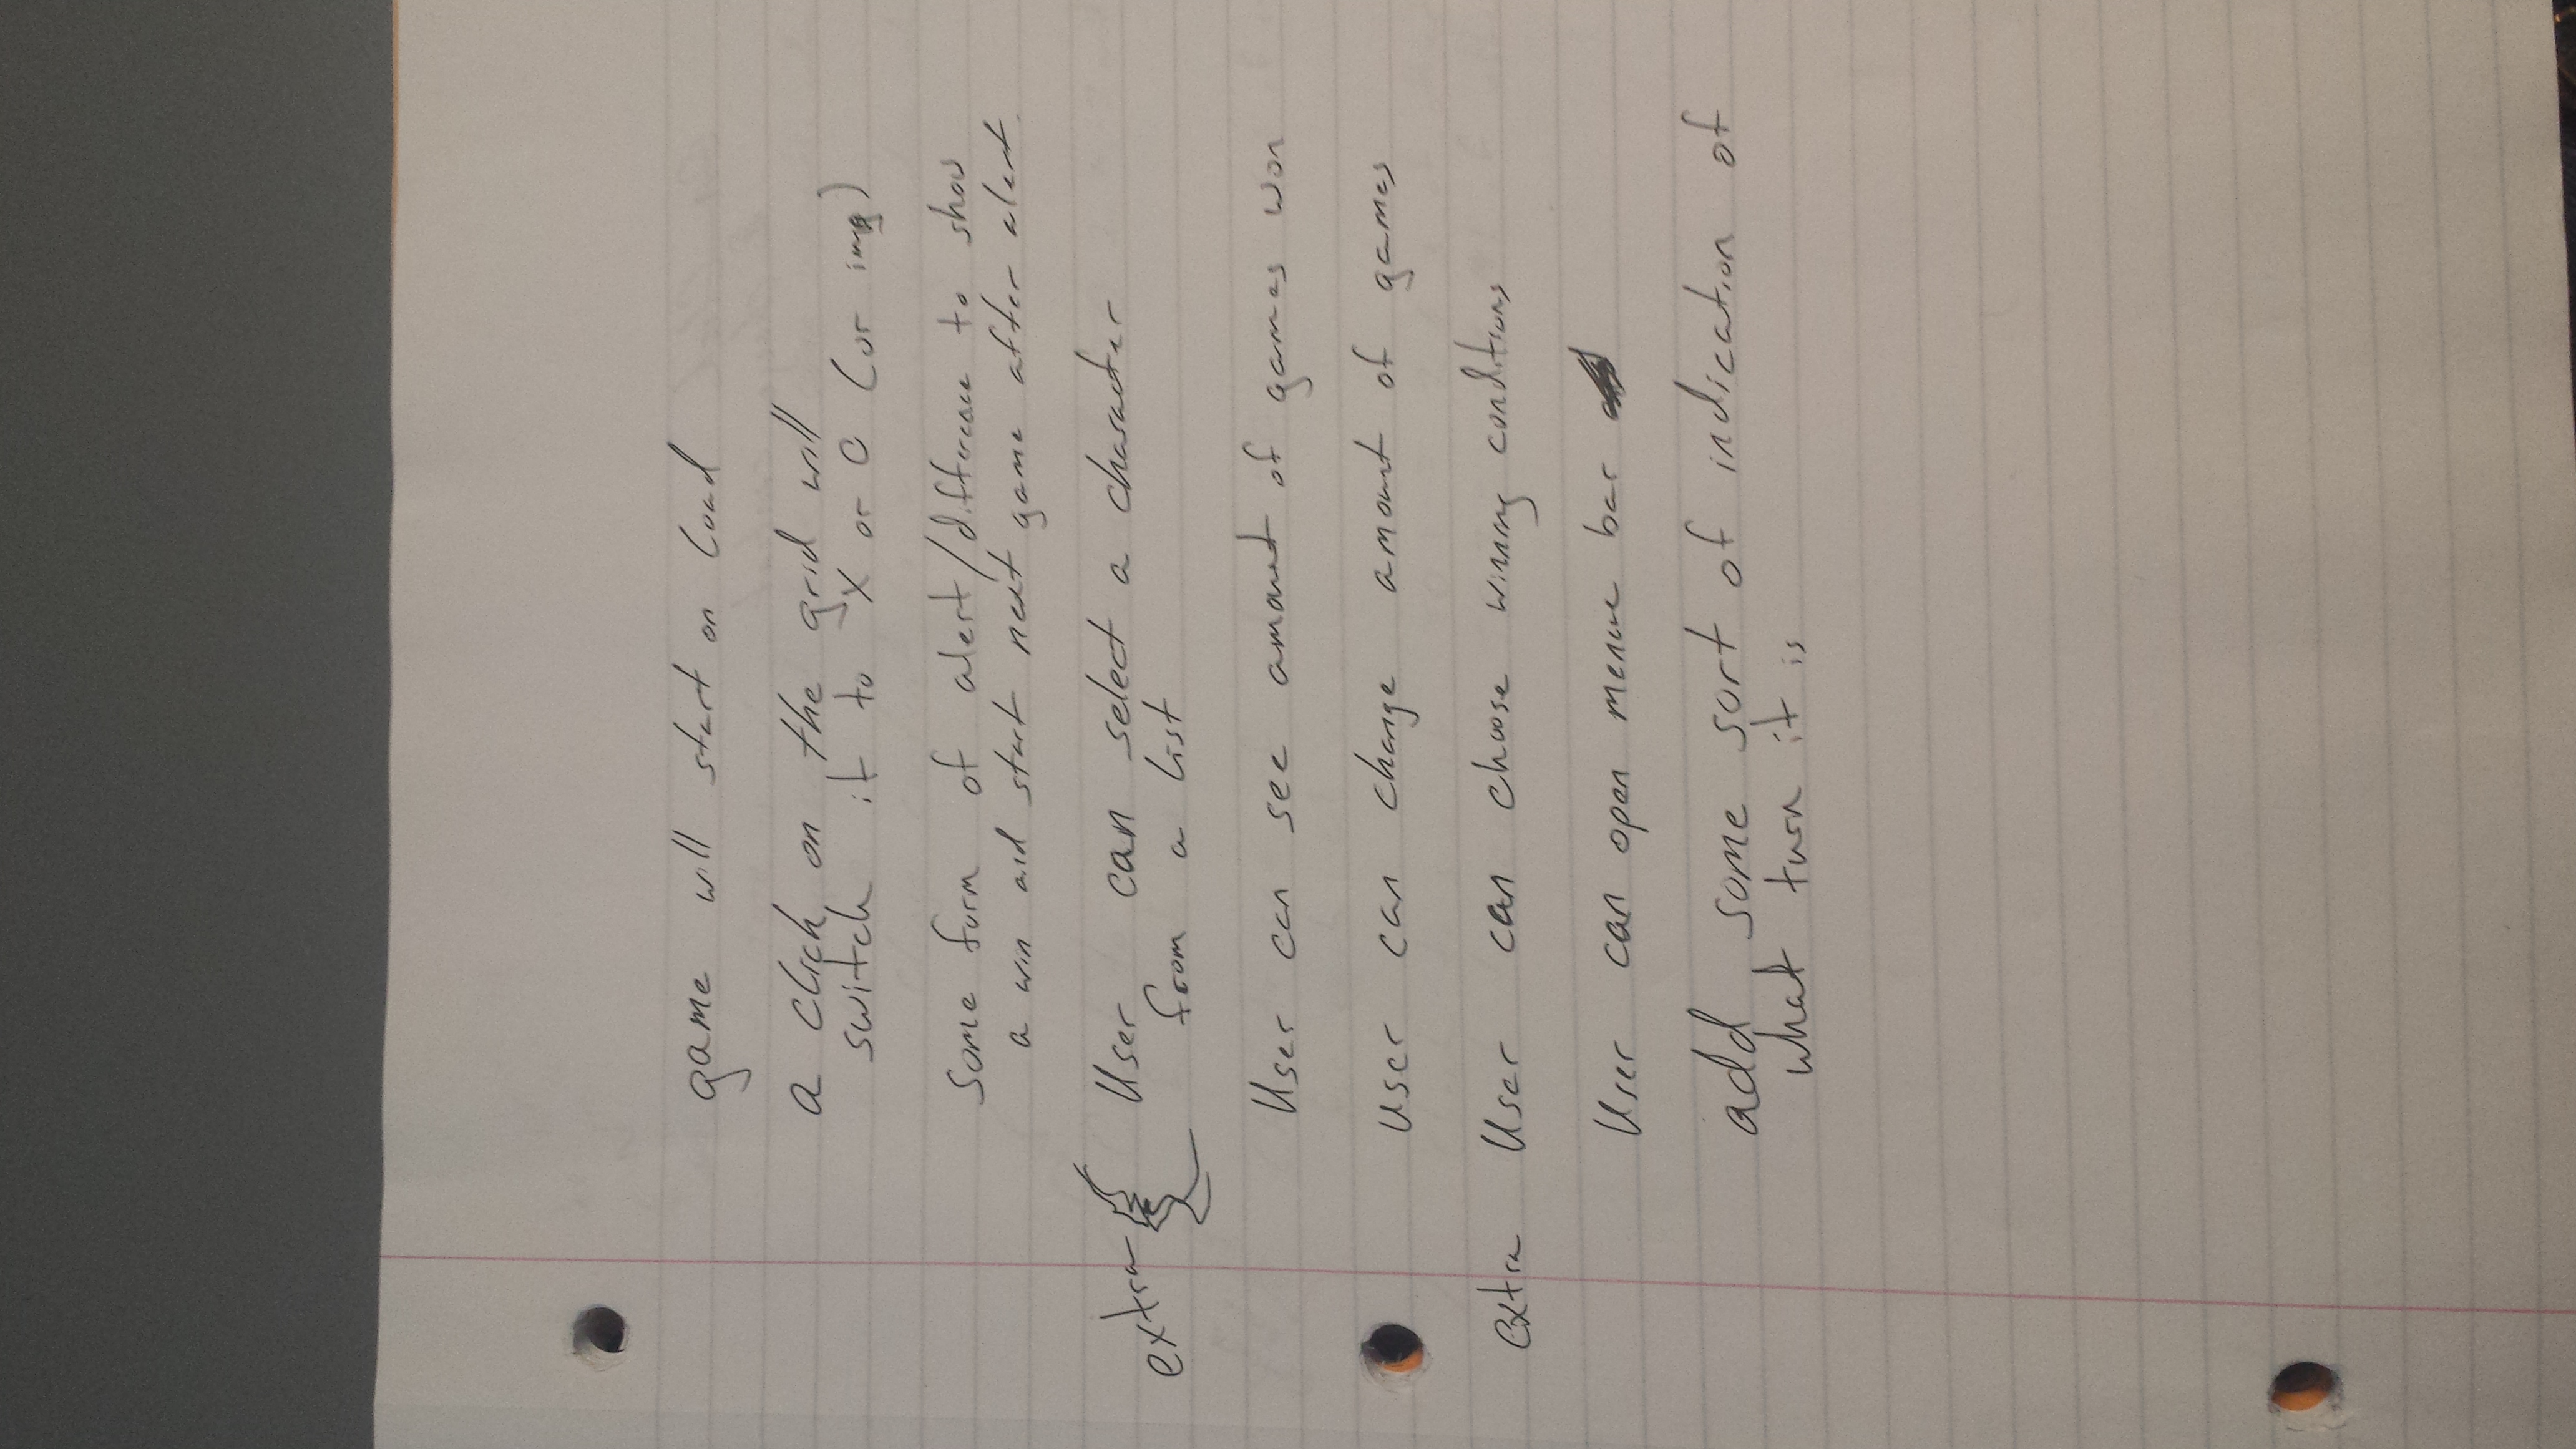 game will start on load
a click on the grid will
switch it to X or O (or img)
some form of alert/difference to show
a win and start next game after alert
extra { User can select a character
from a list
User can see amount of games won
User can change amount of games
extra User can choose winning conditions
User can open menue bar
add some sort of indication of
what turn it is